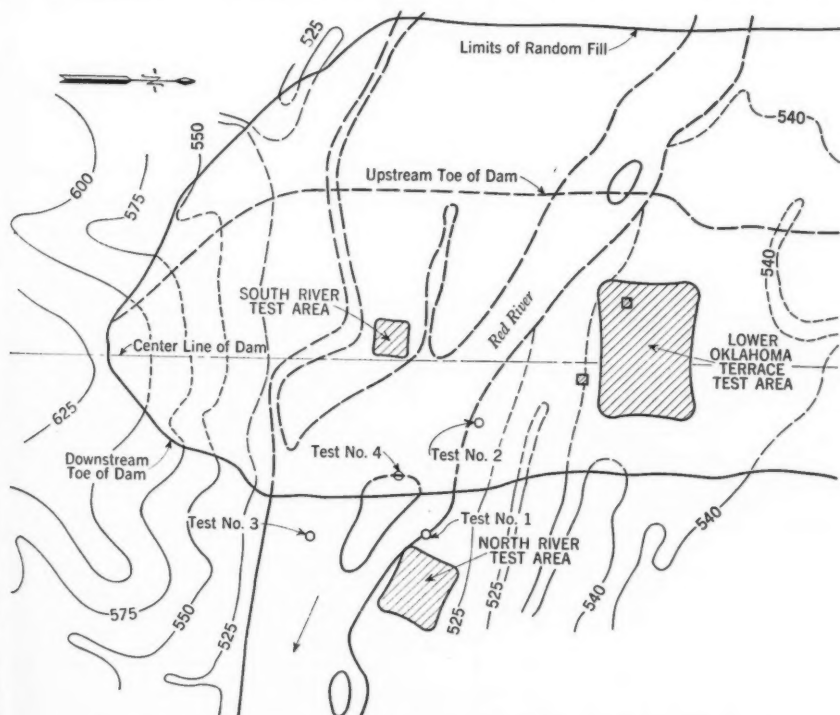 525
Limits of Random Fill
N
550
540
600
575
Upstream Toe of Dam
540
SOUTH RIVER
TEST AREA
Red River
LOWER
OKLAHOMA
TERRACE
TEST AREA
Center Line of Dam
625
Downstream
Toe of Dam
Test No. 4
Test No. 2
Test No. 3
Test No. 1
NORTH RIVER
TEST AREA
540
540
525
525
575
550
525